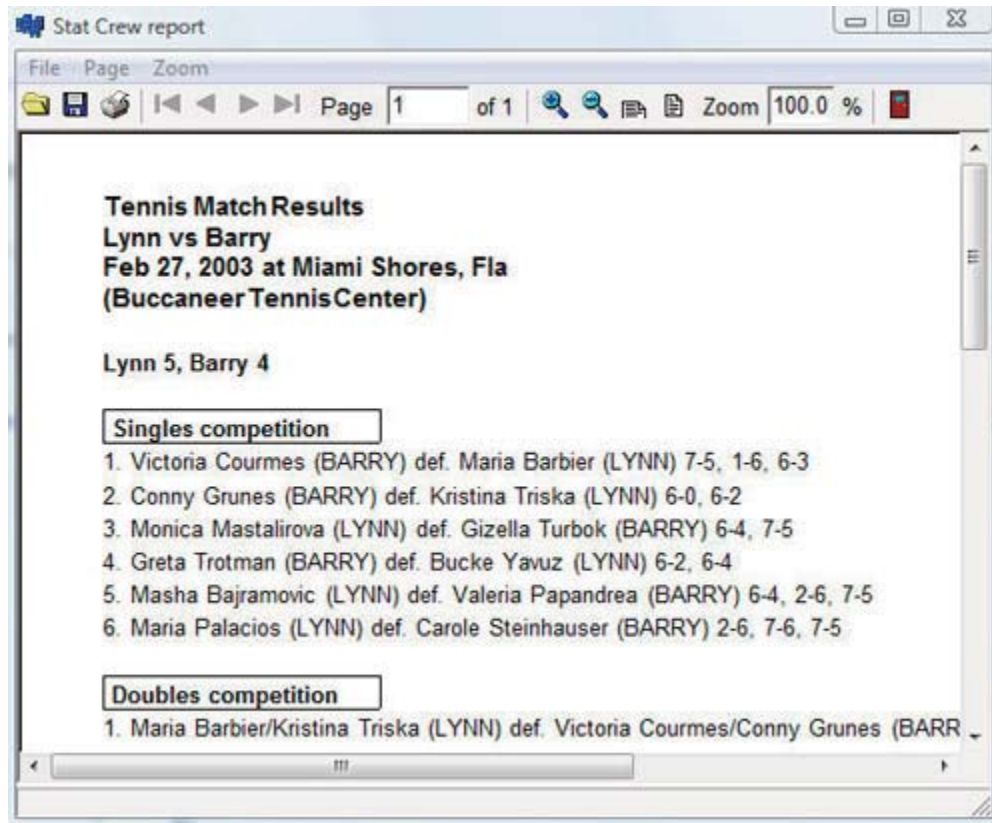 Stat Crew report
File Page Zoom
Page 1 of 1 Zoom 100.0 %
Tennis Match Results
Lynn vs Barry
Feb 27, 2003 at Miami Shores, Fla
(Buccaneer Tennis Center)
Lynn 5, Barry 4
Singles competition
1. Victoria Courmes (BARRY) def. Maria Barbier (LYNN) 7-5, 1-6, 6-3
2. Conny Grunes (BARRY) def. Kristina Triska (LYNN) 6-0, 6-2
3. Monica Mastalirova (LYNN) def. Gizella Turbok (BARRY) 6-4, 7-5
4. Greta Trotman (BARRY) def. Bucke Yavuz (LYNN) 6-2, 6-4
5. Masha Bajramovic (LYNN) def. Valeria Papandrea (BARRY) 6-4, 2-6, 7-5
6. Maria Palacios (LYNN) def. Carole Steinhauser (BARRY) 2-6, 7-6, 7-5
Doubles competition
1. Maria Barbier/Kristina Triska (LYNN) def. Victoria Courmes/Conny Grunes (BARR